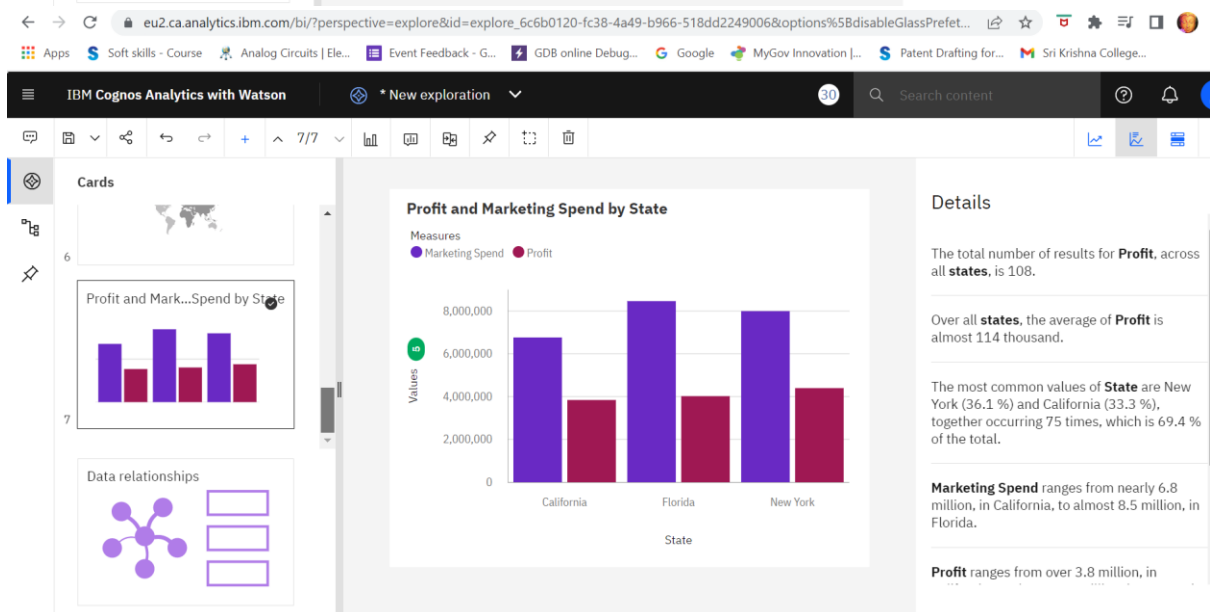 eu2.ca.analytics.ibm.com/bi/?perspective=explore&id=explore_6c6b0120-fc38-4a49-b966-518dd2249006&options%5BdisableGlassPrefet...
Apps Soft skills - Course Analog Circuits | Ele... Event Feedback - G... GDB online Debug... Google MyGov Innovation |... Patent Drafting for... Sri Krishna College...
IBM Cognos Analytics with Watson * New exploration 30 Search content
7/7
Cards
6
Profit and Mark...Spend by State
7
Data relationships
Profit and Marketing Spend by State
Measures
Marketing Spend Profit
Values 5
8,000,000
6,000,000
4,000,000
2,000,000
0
California Florida New York
State
Details
The total number of results for Profit, across
all states, is 108.
Over all states, the average of Profit is
almost 114 thousand.
The most common values of State are New
York (36.1 %) and California (33.3 %),
together occurring 75 times, which is 69.4 %
of the total.
Marketing Spend ranges from nearly 6.8
million, in California, to almost 8.5 million, in
Florida.
Profit ranges from over 3.8 million, in